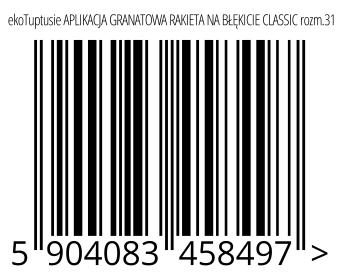 ekoTuptusie APLIKACJA GRANATOWA RAKIETA NA BŁĘKICIE CLASSIC rozm.31
5 904083 458497 >